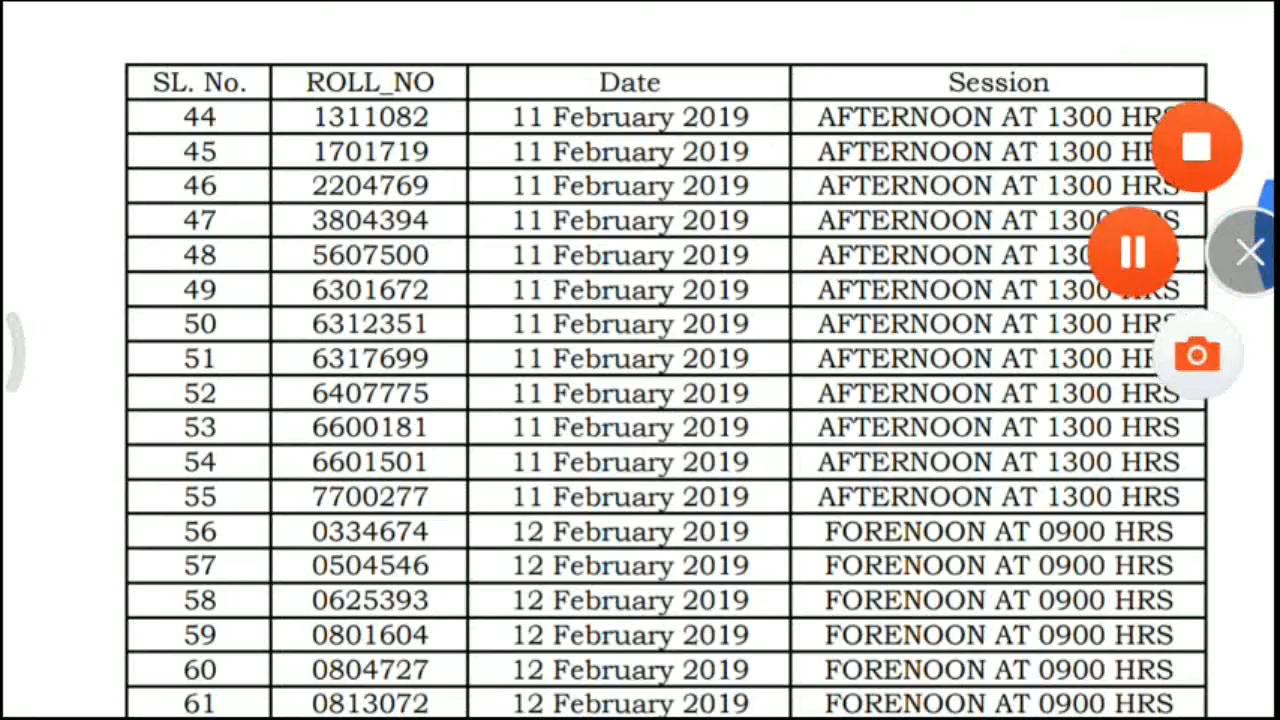 SL. No. ROLL_NO Date Session
44 1311082 11 February 2019 AFTERNOON AT 1300
45 1701719 11 February 2019 AFTERNOON AT 1300
46 2204769 11 February 2019 AFTERNOON AT 1300 HRS
47 3804394 11 February 2019 AFTERNOON AT 1300
48 5607500 11 February 2019 AFTERNOON AT
49 6301672 11 February 2019 AFTERNOON AT 1300 HRS
50 6312351 11 February 2019 AFTERNOON AT 1300 HRS
51 6317699 11 February 2019 AFTERNOON AT 1300
52 6407775 11 February 2019 AFTERNOON AT 1300 HRS
53 6600181 11 February 2019 AFTERNOON AT 1300 HRS
54 6601501 11 February 2019 AFTERNOON AT 1300 HRS
55 7700277 11 February 2019 AFTERNOON AT 1300 HRS
56 0334674 12 February 2019 FORENOON AT 0900 HRS
57 0504546 12 February 2019 FORENOON AT 0900 HRS
58 0625393 12 February 2019 FORENOON AT 0900 HRS
59 0801604 12 February 2019 FORENOON AT 0900 HRS
60 0804727 12 February 2019 FORENOON AT 0900 HRS
61 0813072 12 February 2019 FORENOON AT 0900 HRS